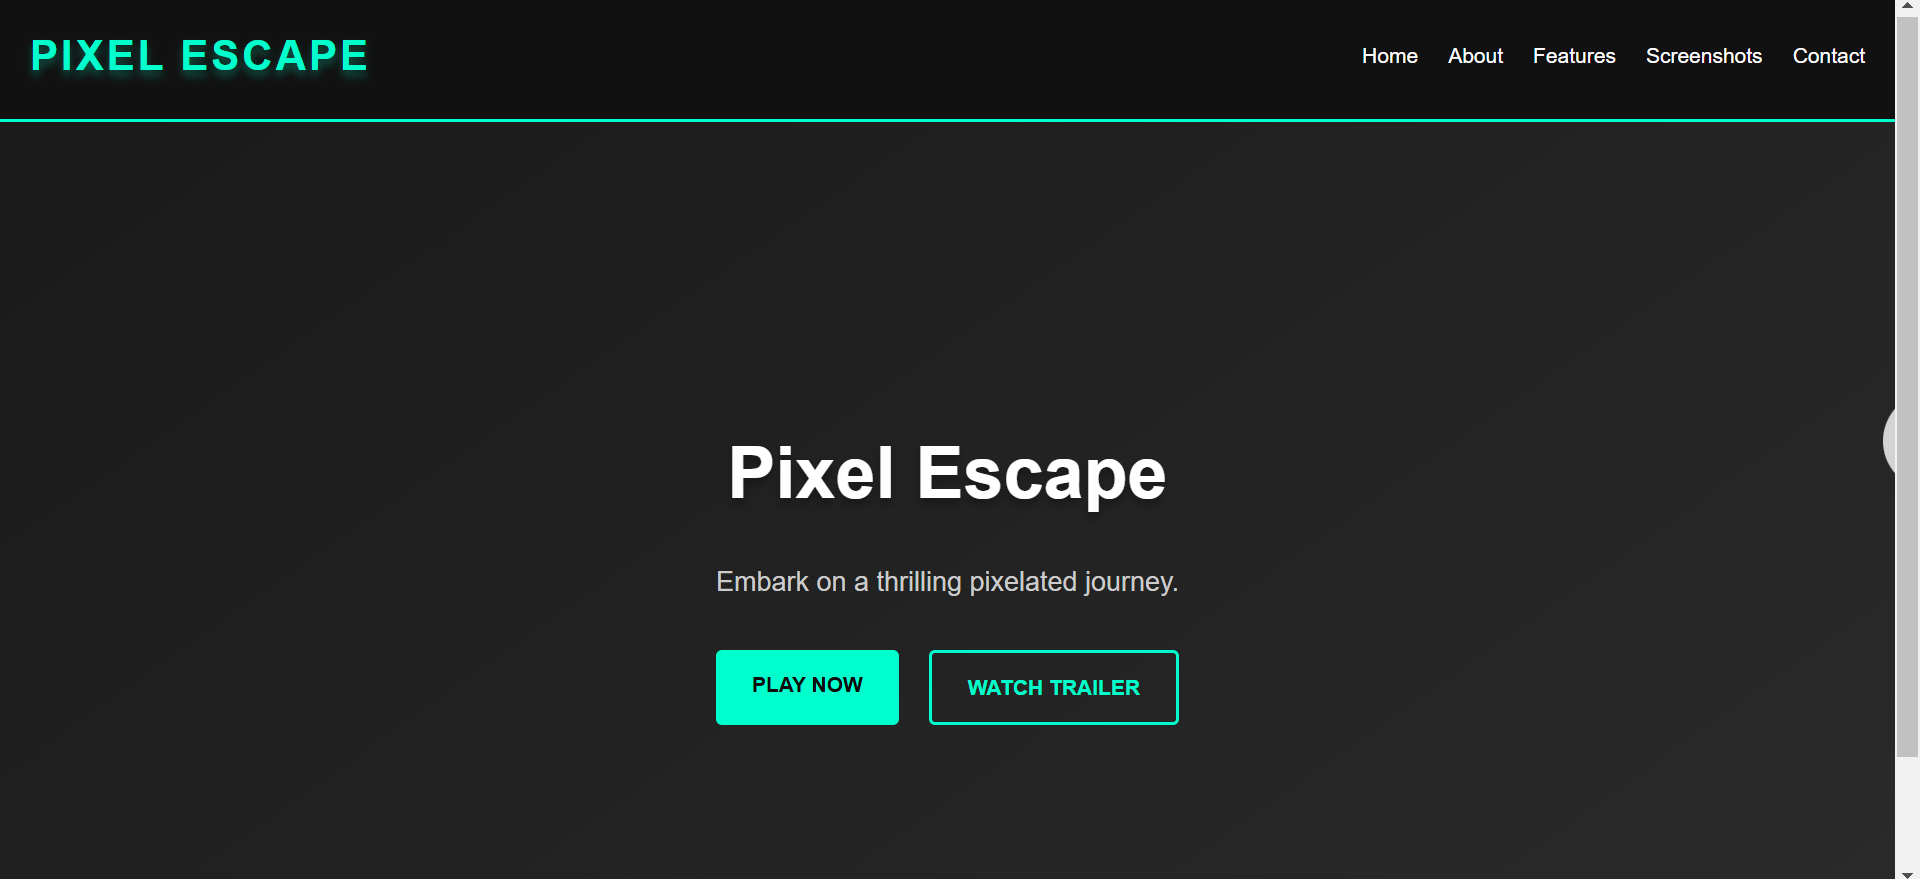 PIXEL ESCAPE
Home About Features Screenshots Contact
Pixel Escape
Embark on a thrilling pixelated journey.
PLAY NOW
WATCH TRAILER